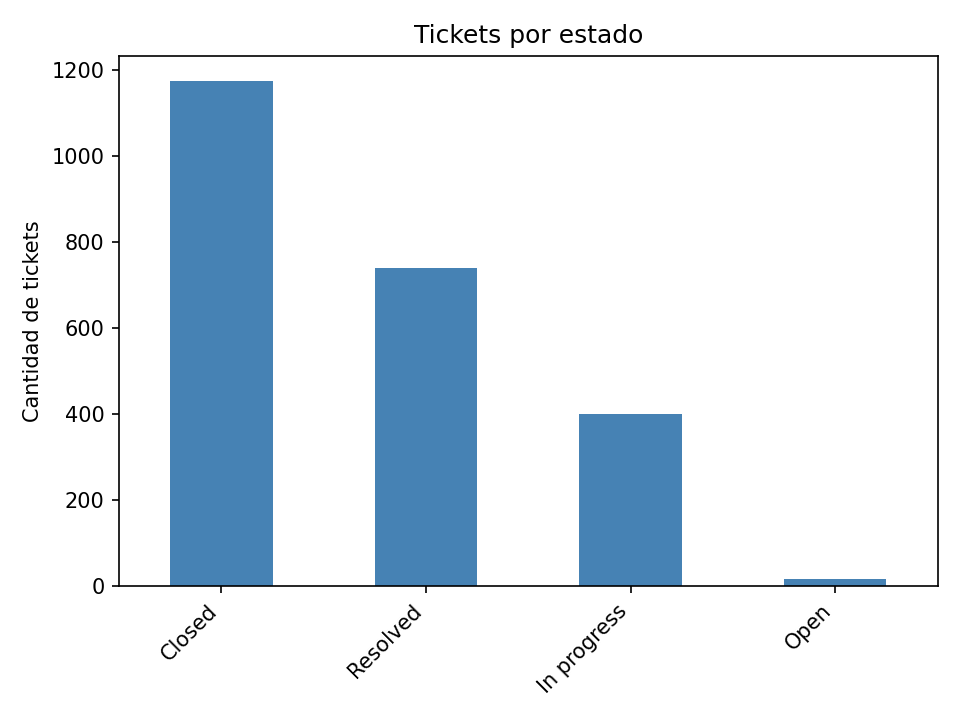 Tickets por estado
Cantidad de tickets
1200
1000
800
600
400
200
0
Closed
Resolved
In progress
Open